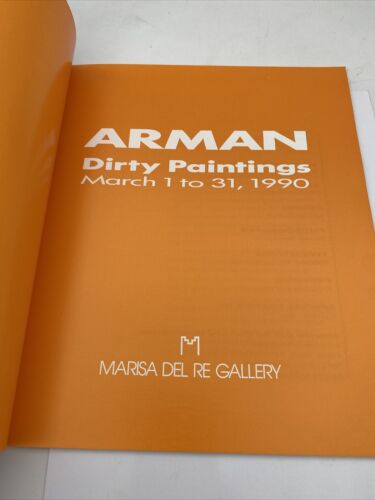 ARMAN
Dirty Paintings
March 1 to 31, 1990
MARISA DEL RE GALLERY